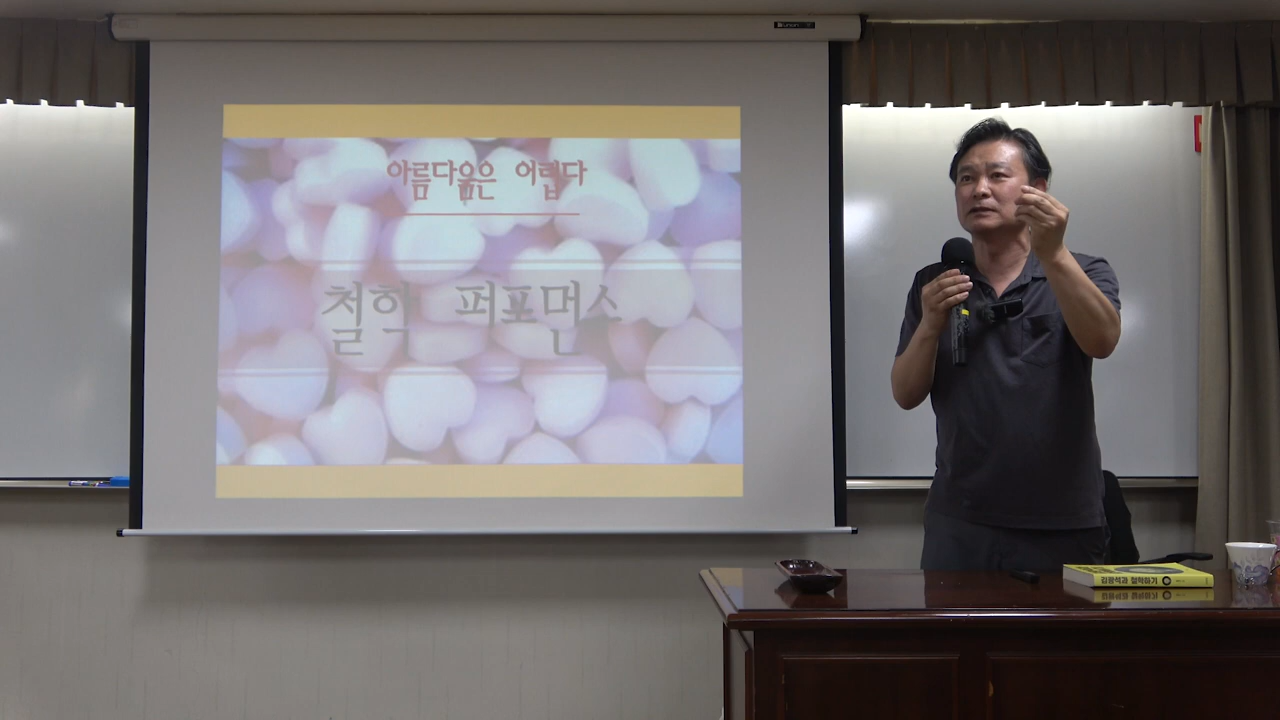 아름다움은 어렵다
철학 퍼포먼스
김광석과 철학하기